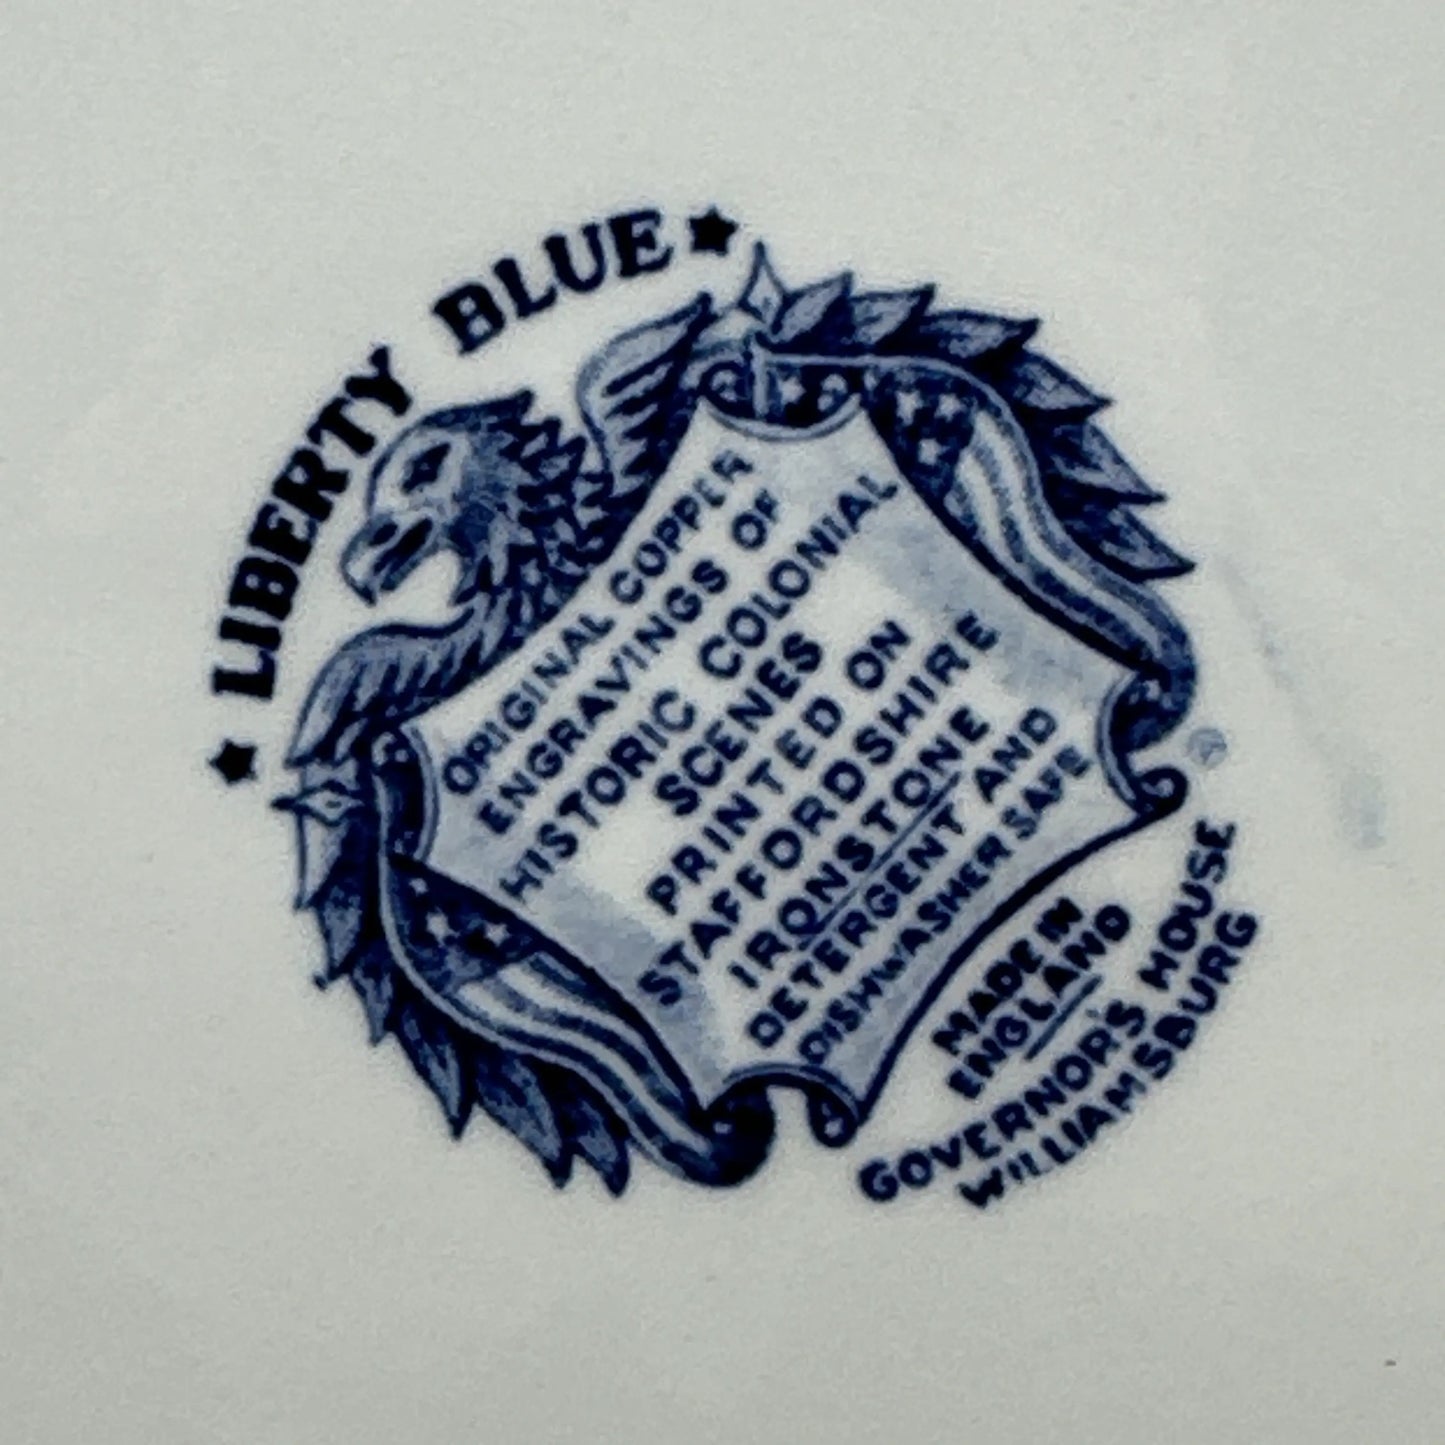 LIBERTY BLUE
ORIGINAL COPPER
ENGRAVINGS OF
HISTORIC COLONIAL
SCENES
PRINTED ON
STAFFORDSHIRE
IRONSTONE
DETERGENT AND
DISHWASHER SAFE
MADE IN
ENGLAND
GOVERNOR'S HOUSE
WILLIAMSBURG